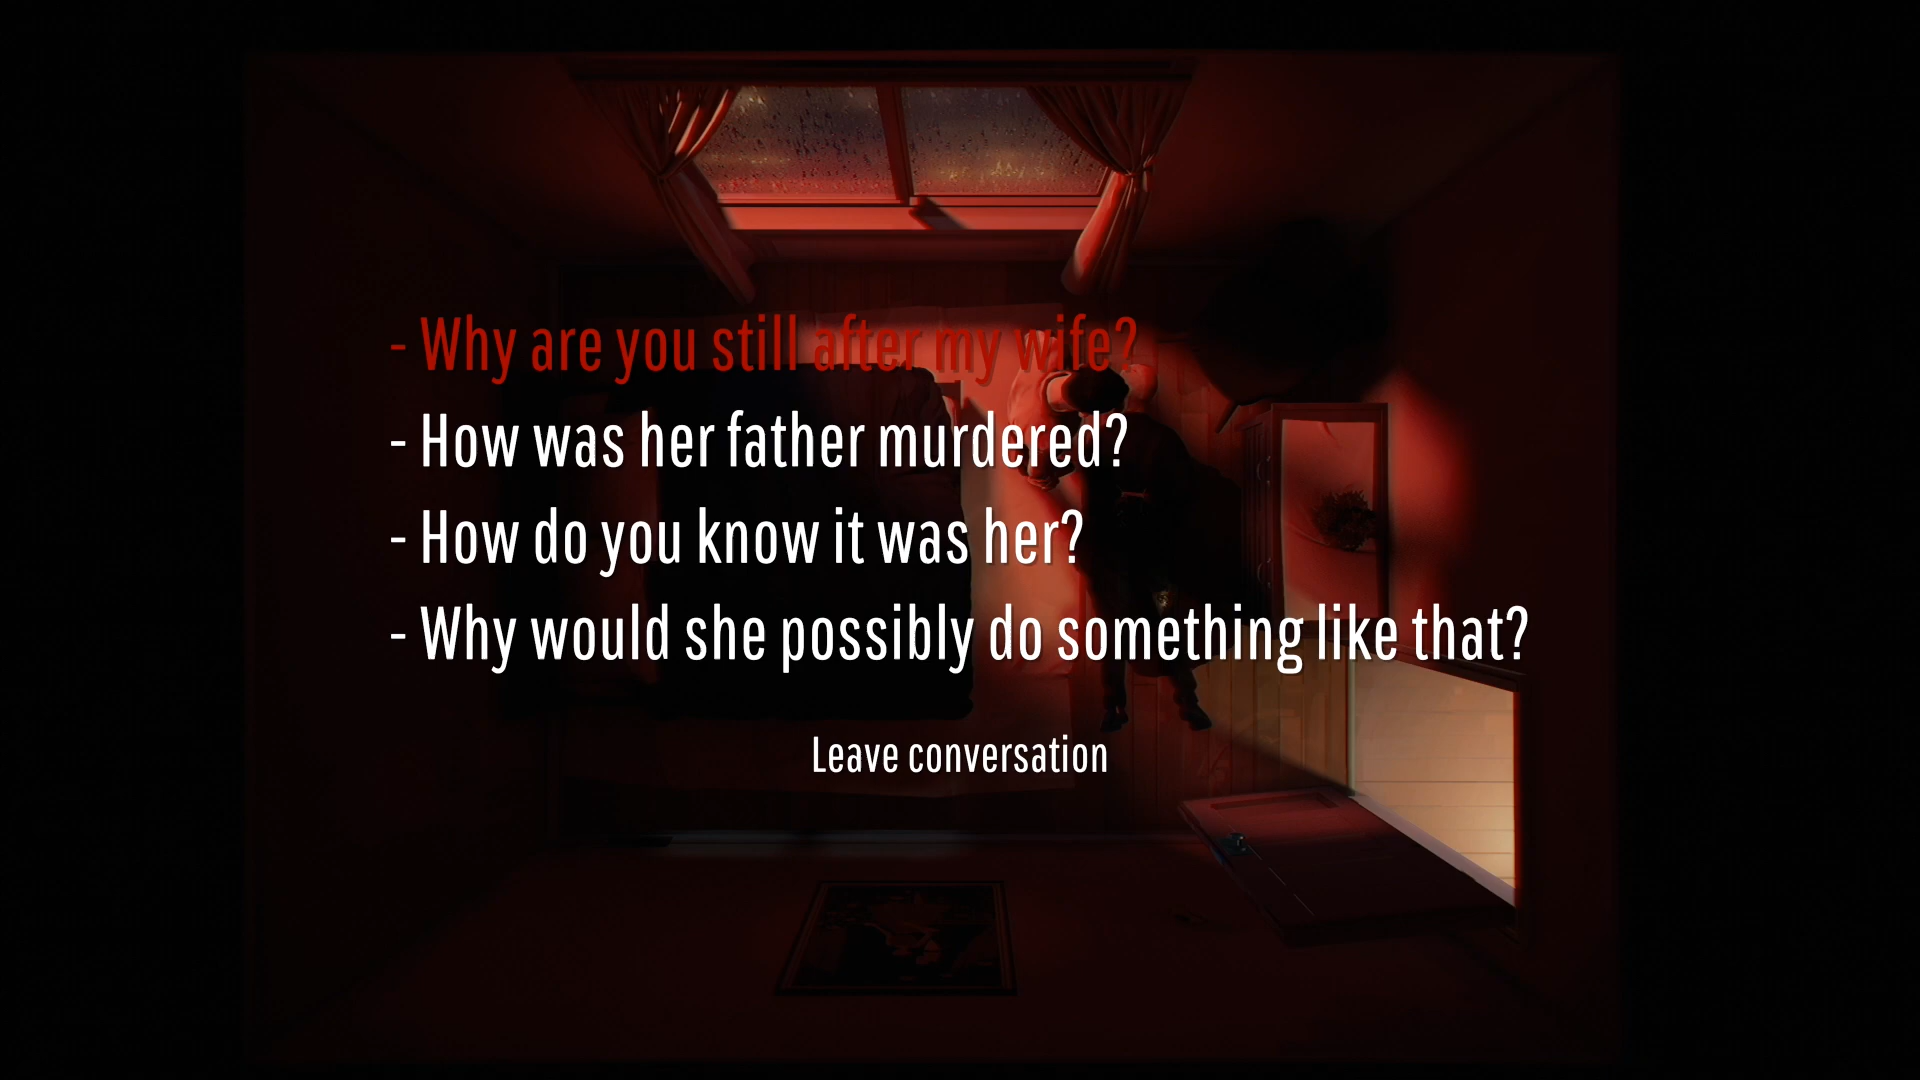 - Why are you still after my wife?
- How was her father murdered?
- How do you know it was her?
- Why would she possibly do something like that?
Leave conversation